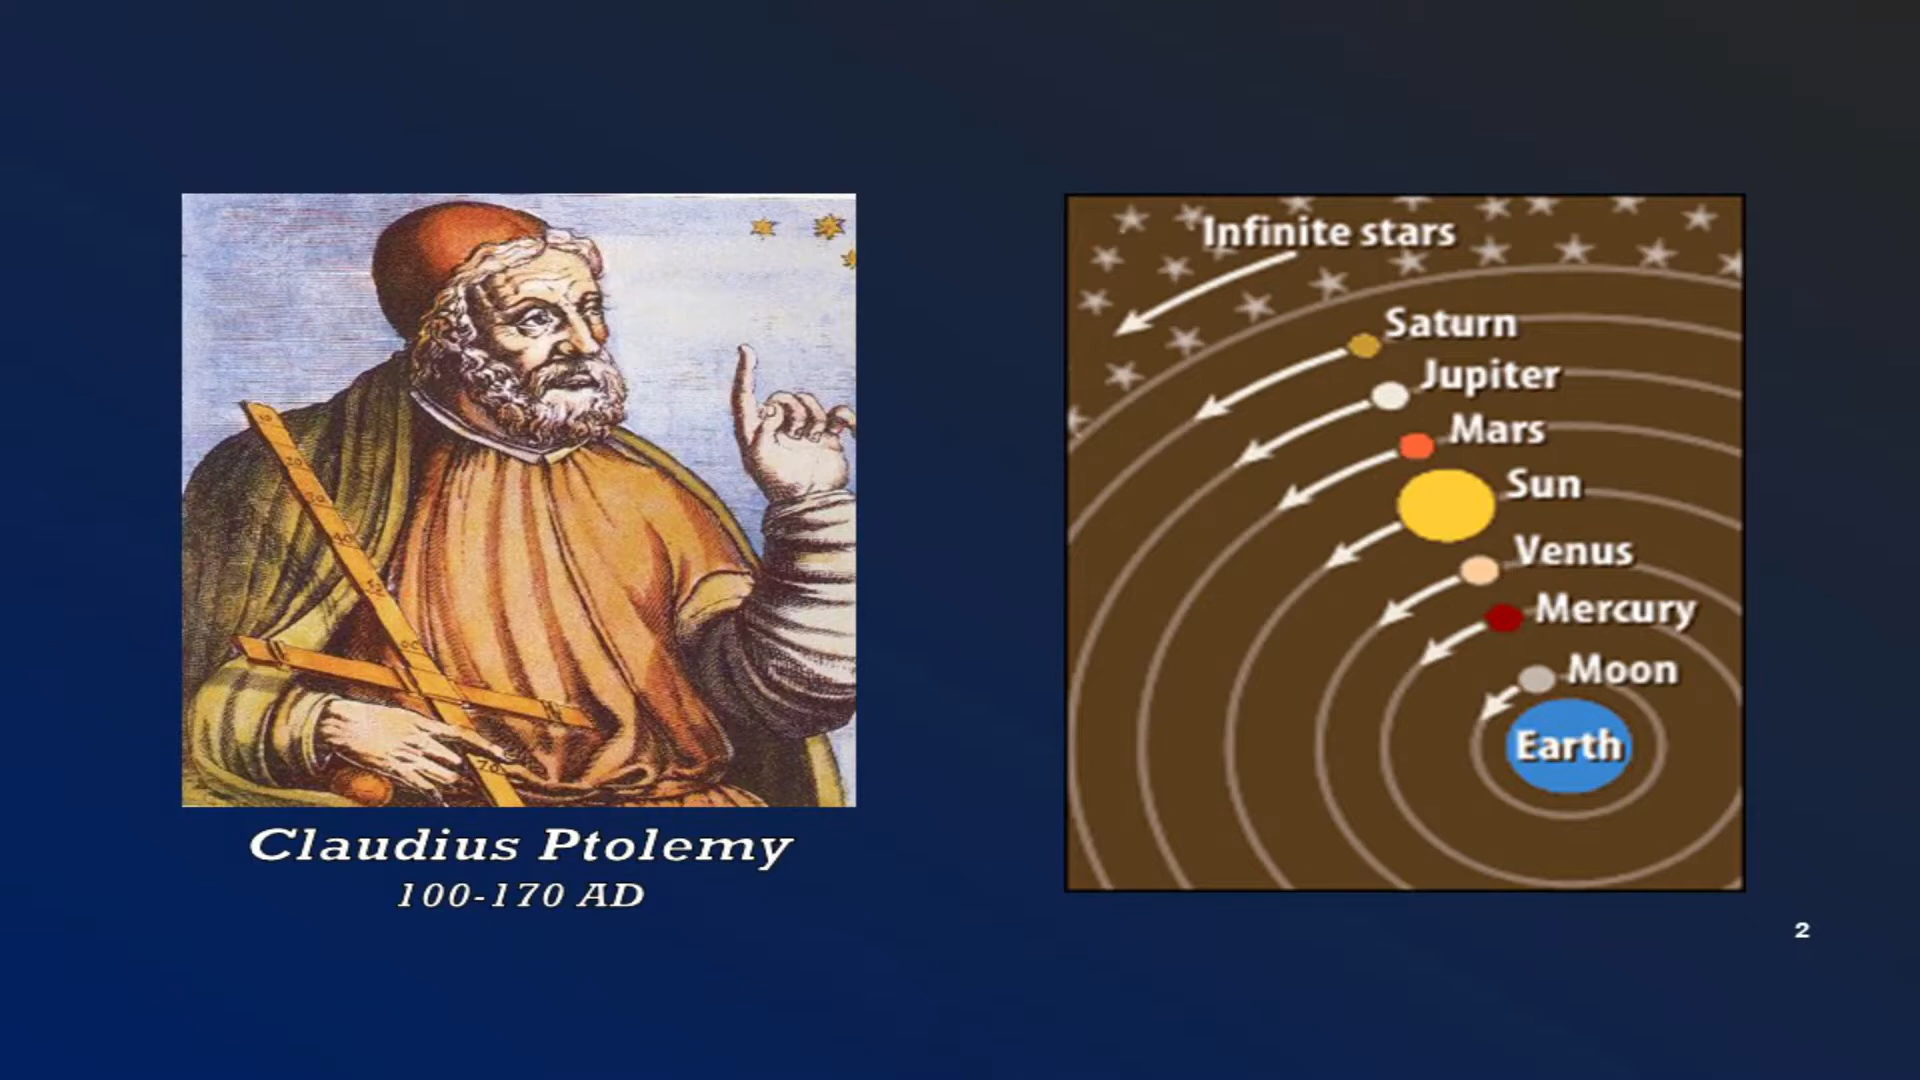 Claudius Ptolemy
100-170 AD
Infinite stars
Saturn
Jupiter
Mars
Sun
Venus
Mercury
Moon
Earth
2